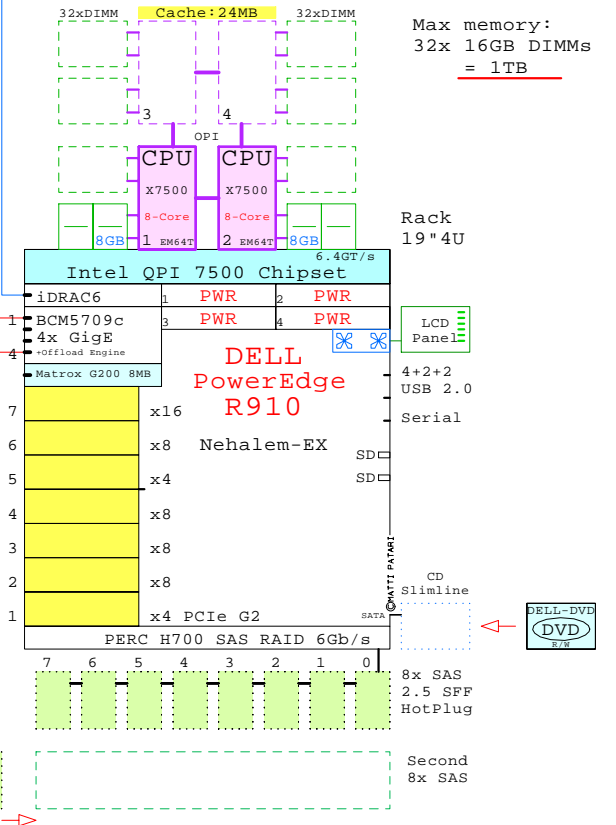 32xDIMM
Cache:24MB
32xDIMM
Max memory:
32x 16GB DIMMs
= 1TB
3
4
QPI
CPU
CPU
X7500
X7500
8-Core
8-Core
8GB
1 EM64T
2 EM64T
8GB
Rack
19"4U
6.4GT/s
Intel QPI 7500 Chipset
iDRAC6
1 PWR
2 PWR
1
BCM5709c
3 PWR
4 PWR
4x GigE
4
+Offload Engine
LCD
Panel
Matrox G200 8MB
DELL
PowerEdge
R910
4+2+2
USB 2.0
7
x16
Serial
6
x8
Nehalem-EX
SD
5
x4
SD
4
x8
3
x8
2
x8
©MATTI PATARI
CD
Slimline
1
x4 PCIe G2
SATA
DELL-DVD
DVD
R/W
PERC H700 SAS RAID 6Gb/s
7 6 5 4 3 2 1 0
8x SAS
2.5 SFF
HotPlug
Second
8x SAS